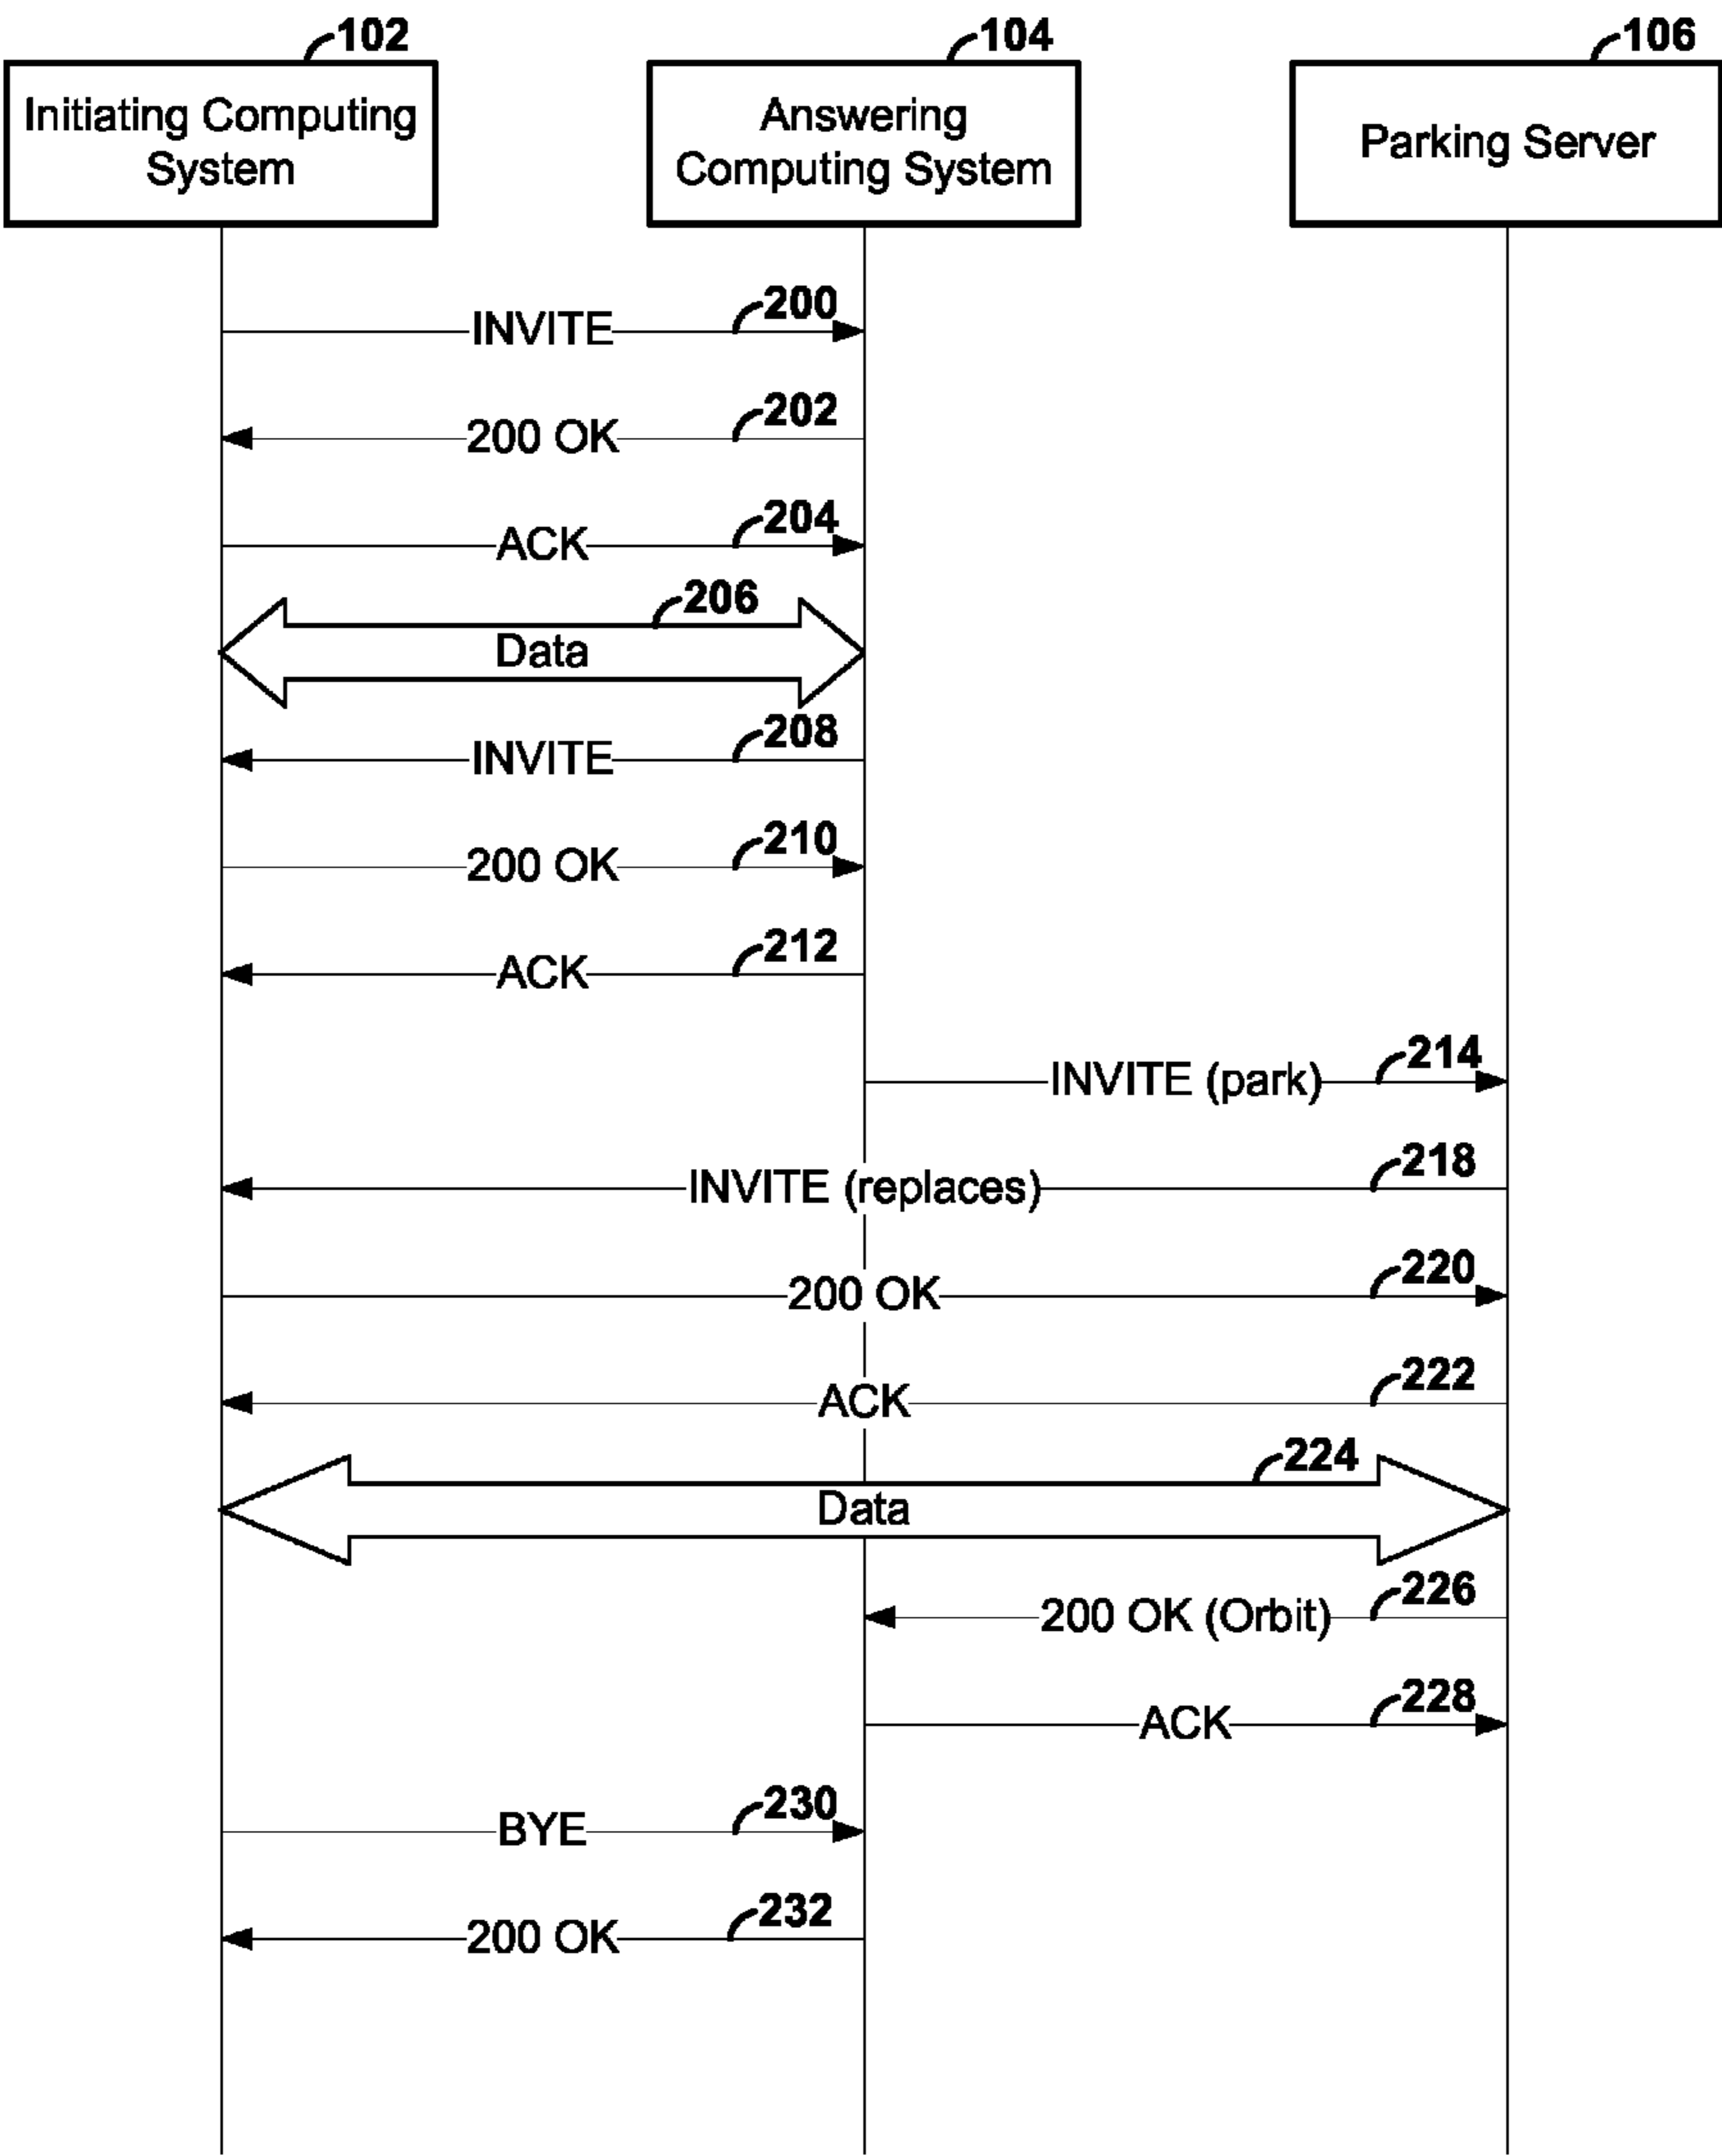 102
104
106
Initiating Computing
System
Answering
Computing System
Parking Server
200
INVITE
202
200 OK
204
ACK
206
Data
208
INVITE
210
200 OK
212
ACK
214
INVITE (park)
218
INVITE (replaces)
220
200 OK
222
ACK
224
Data
226
200 OK (Orbit)
228
ACK
230
BYE
232
200 OK